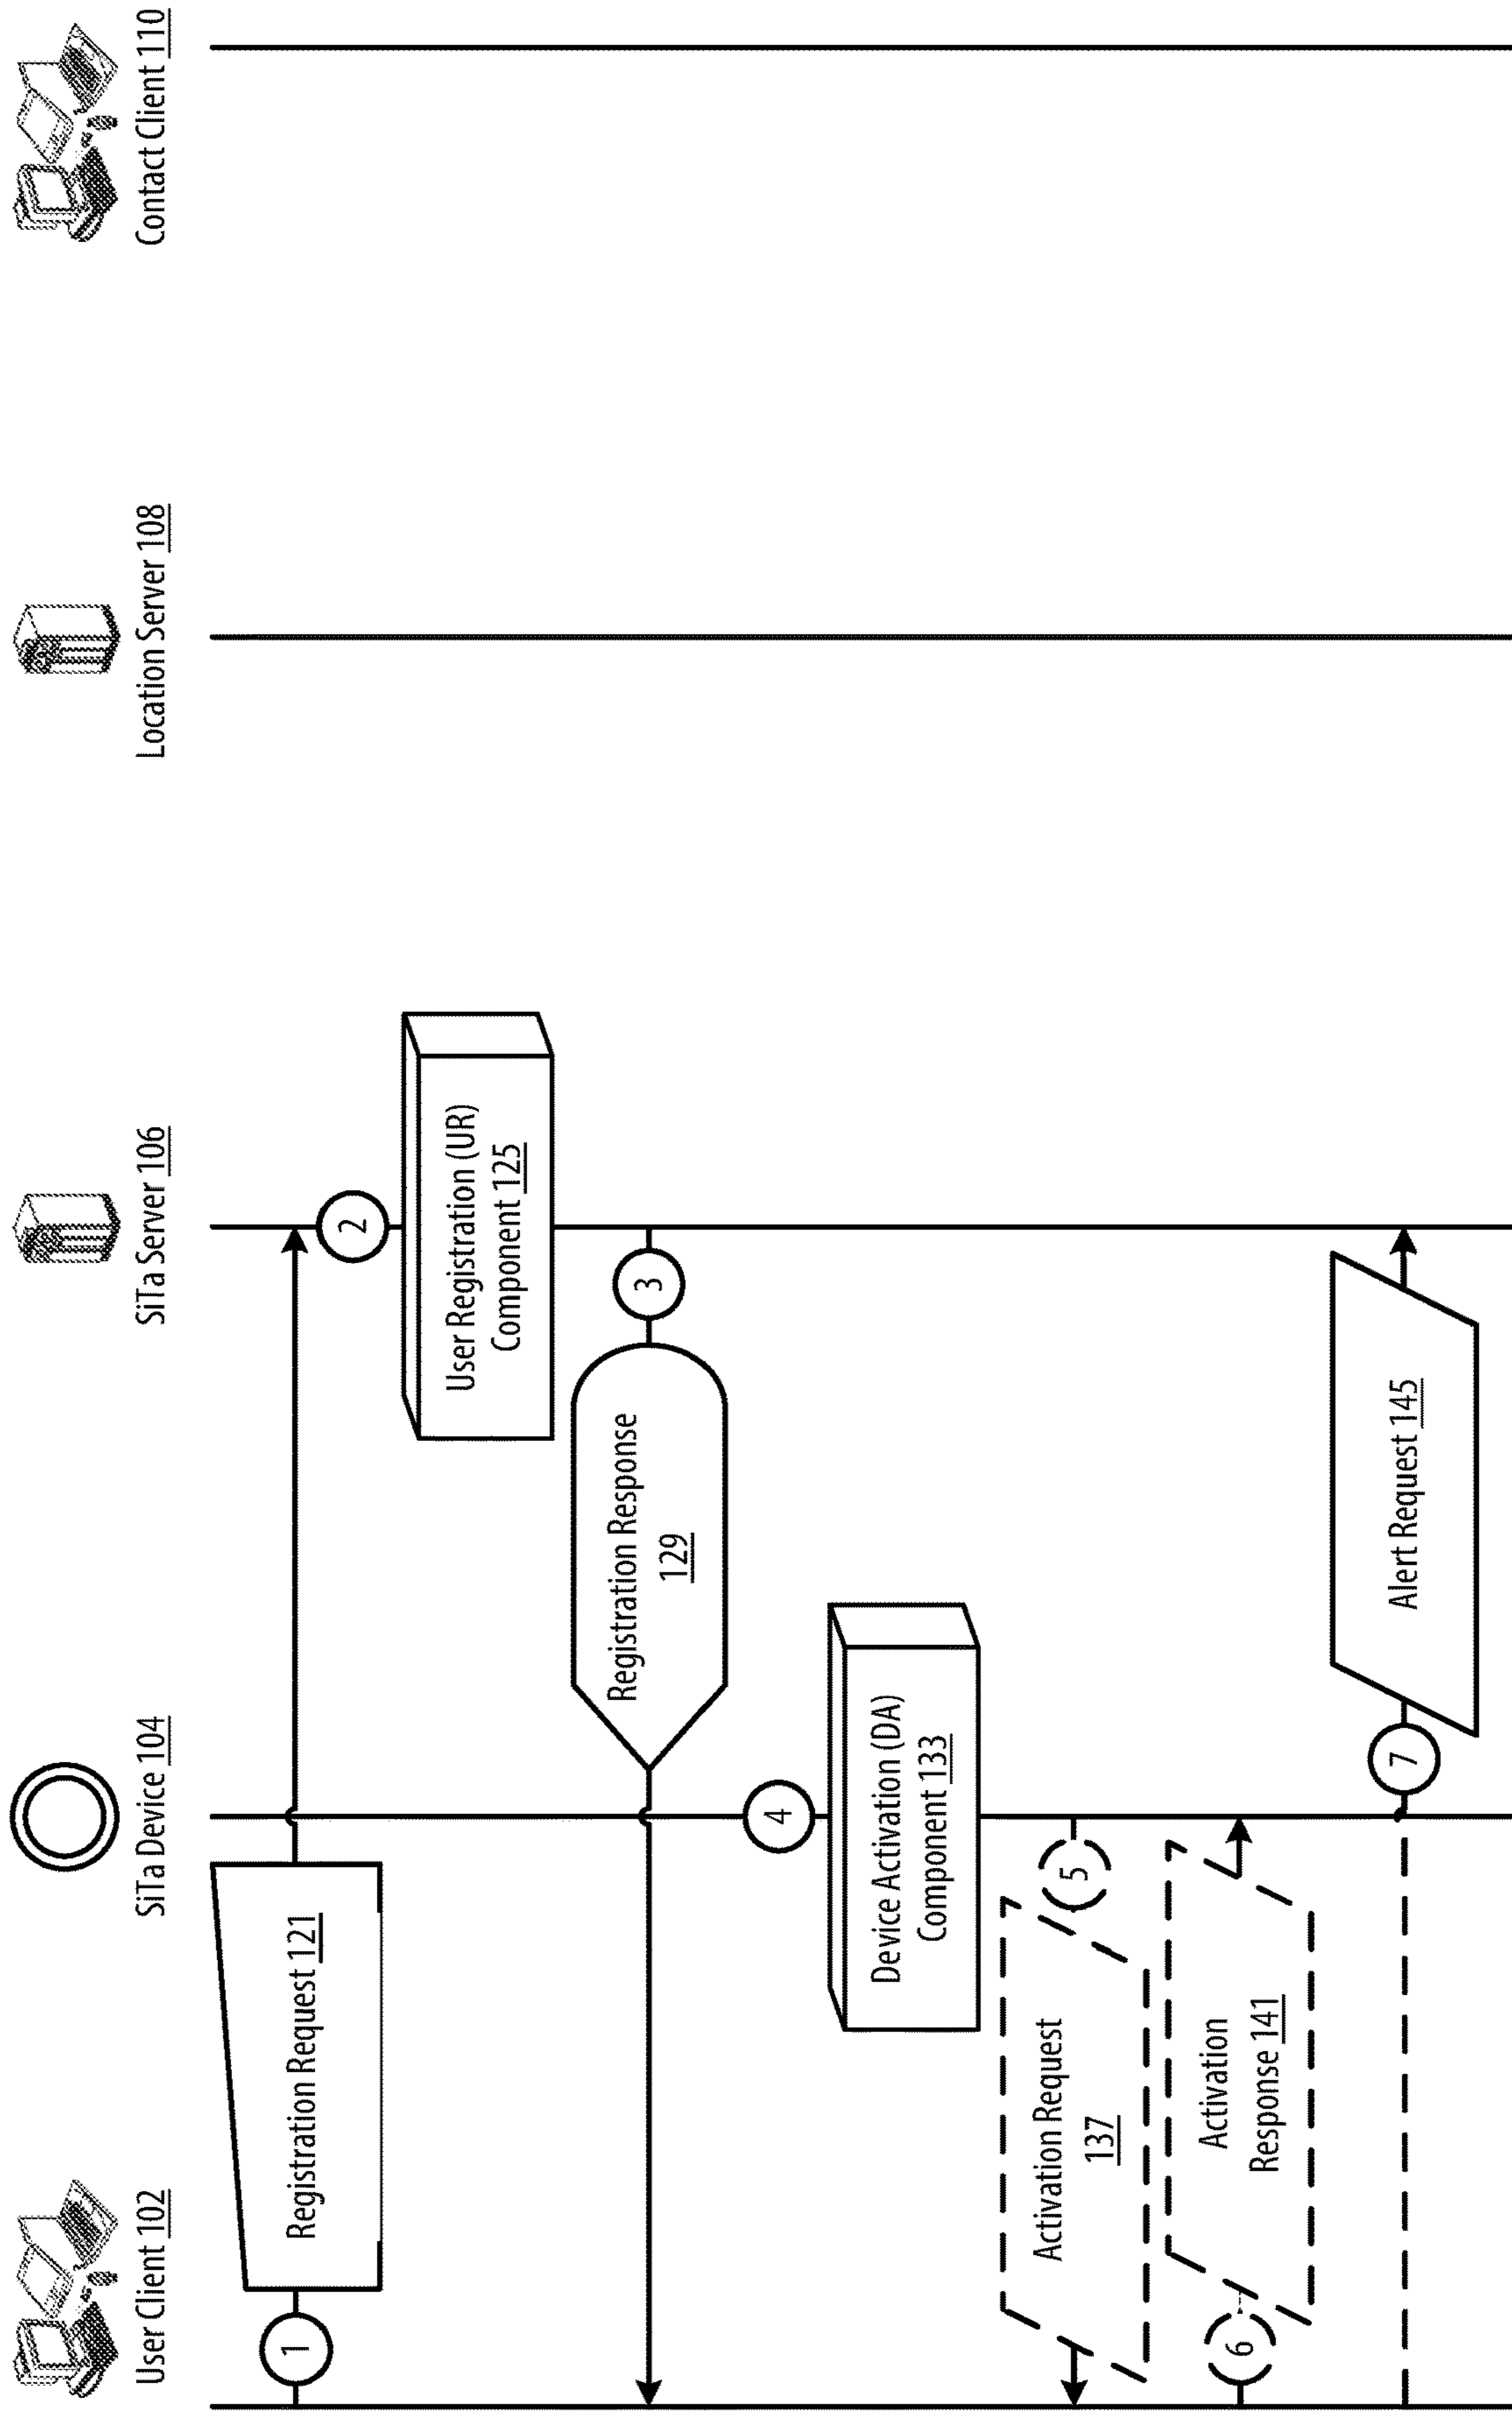 User Client 102
SiTa Device 104
SiTa Server 106
Location Server 108
Contact Client 110
1
Registration Request 121
2
User Registration (UR)
Component 125
3
Registration Response
129
4
Device Activation (DA)
Component 133
5
Activation Request
137
6
Activation
Response 141
7
Alert Request 145